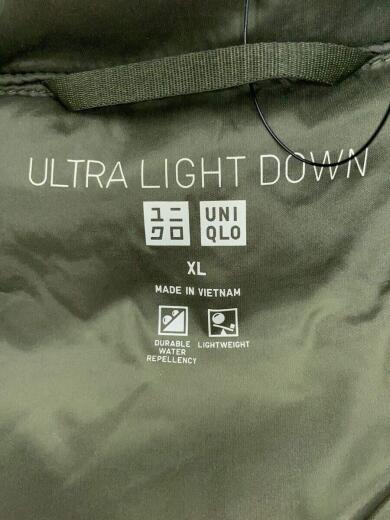 ULTRA LIGHT DOWN
ユニ UNI
クロ QLO
XL
MADE IN VIETNAM
DURABLE LIGHTWEIGHT
WATER
REPELLENCY